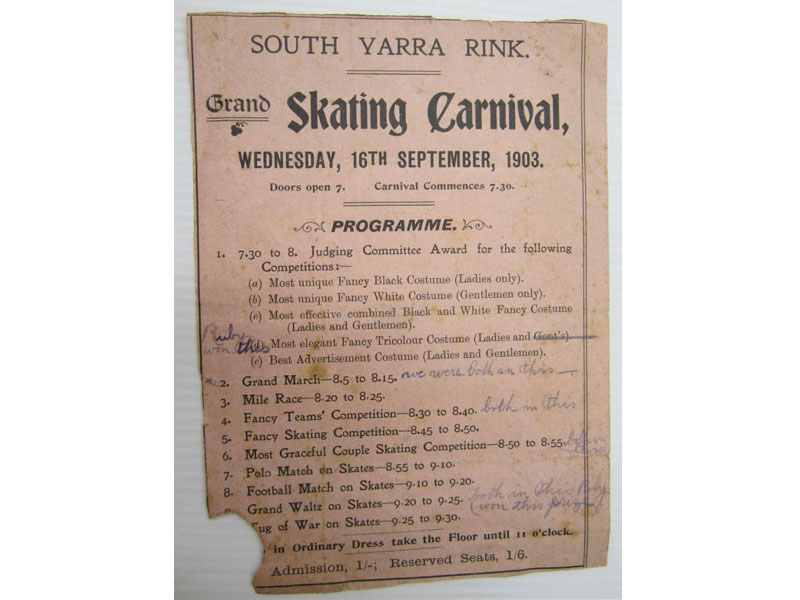 SOUTH YARRA RINK.
Grand Skating Carnival,
WEDNESDAY, 16TH SEPTEMBER, 1903.
Doors open 7. Carnival Commences 7.30.
PROGRAMME.
1. 7.30 to 8. Judging Committee Award for the following
Competitions:—
(a) Most unique Fancy Black Costume (Ladies only).
(b) Most unique Fancy White Costume (Gentlemen only).
(c) Most effective combined Black and White Fancy Costume
(Ladies and Gentlemen).
Ruby
won this
(d) Most elegant Fancy Tricolour Costume (Ladies and Gent's).
(e) Best Advertisement Costume (Ladies and Gentlemen).
2. Grand March—8.5 to 8.15. we were both in this —
3. Mile Race—8.20 to 8.25.
4. Fancy Teams' Competition—8.30 to 8.40. both in this
5. Fancy Skating Competition—8.45 to 8.50.
6. Most Graceful Couple Skating Competition—8.50 to 8.55. both in
this
7. Polo Match on Skates—8.55 to 9.10.
8. Football Match on Skates—9.10 to 9.20.
both in this Ruby
Grand Waltz on Skates—9.20 to 9.25. (won this prize)
ug of War on Skates—9.25 to 9.30.
in Ordinary Dress take the Floor until 11 o'clock.
Admission, 1/-; Reserved Seats, 1/6.